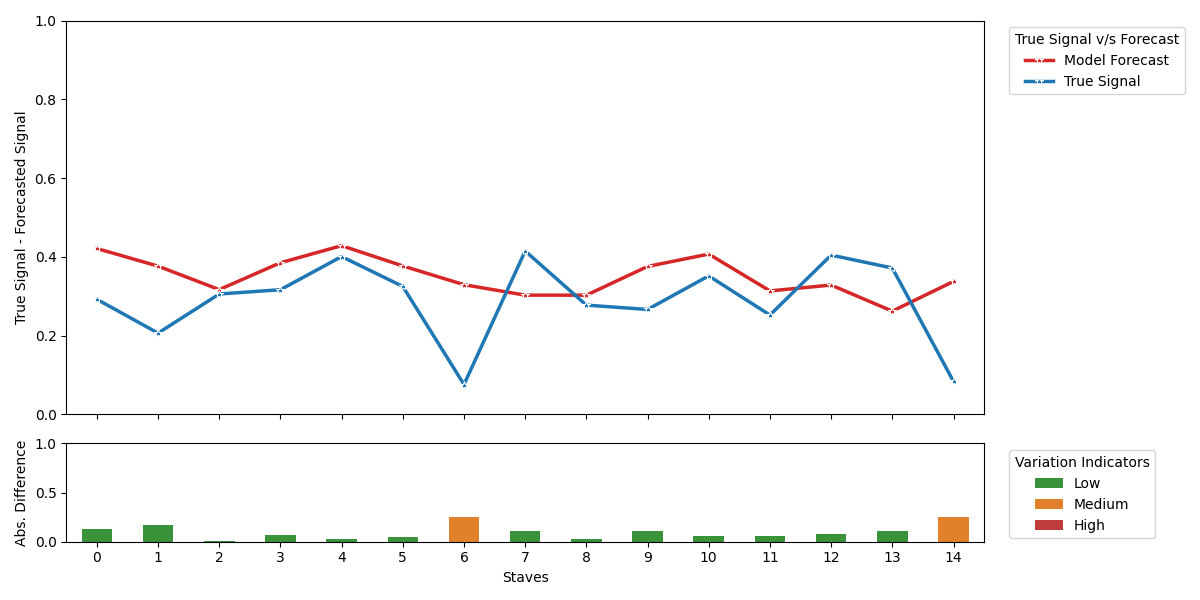 True Signal - Forecasted Signal
1.0
0.8
0.6
0.4
0.2
0.0
True Signal v/s Forecast
Model Forecast
True Signal
Abs. Difference
1.0
0.5
0.0
0 1 2 3 4 5 6 7 8 9 10 11 12 13 14
Staves
Variation Indicators
Low
Medium
High